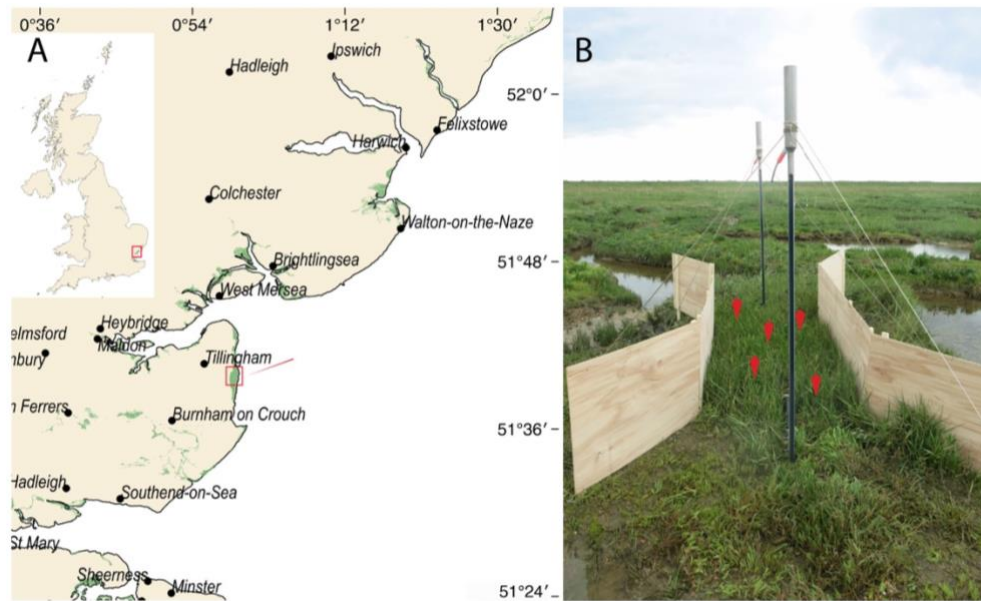 0°36′ 0°54′ 1°12′ 1°30′
A
B
Ipswich
Hadleigh
52°0′
Felixstowe
Harwich
Colchester
Walton-on-the-Naze
Brightlingsea
51°48′
West Mersea
Heybridge
elmsford
Maldon
nbury
Tillingham
n Ferrers
Burnham on Crouch
51°36′
Hadleigh
Southend-on-Sea
St Mary
Sheerness
Minster
51°24′